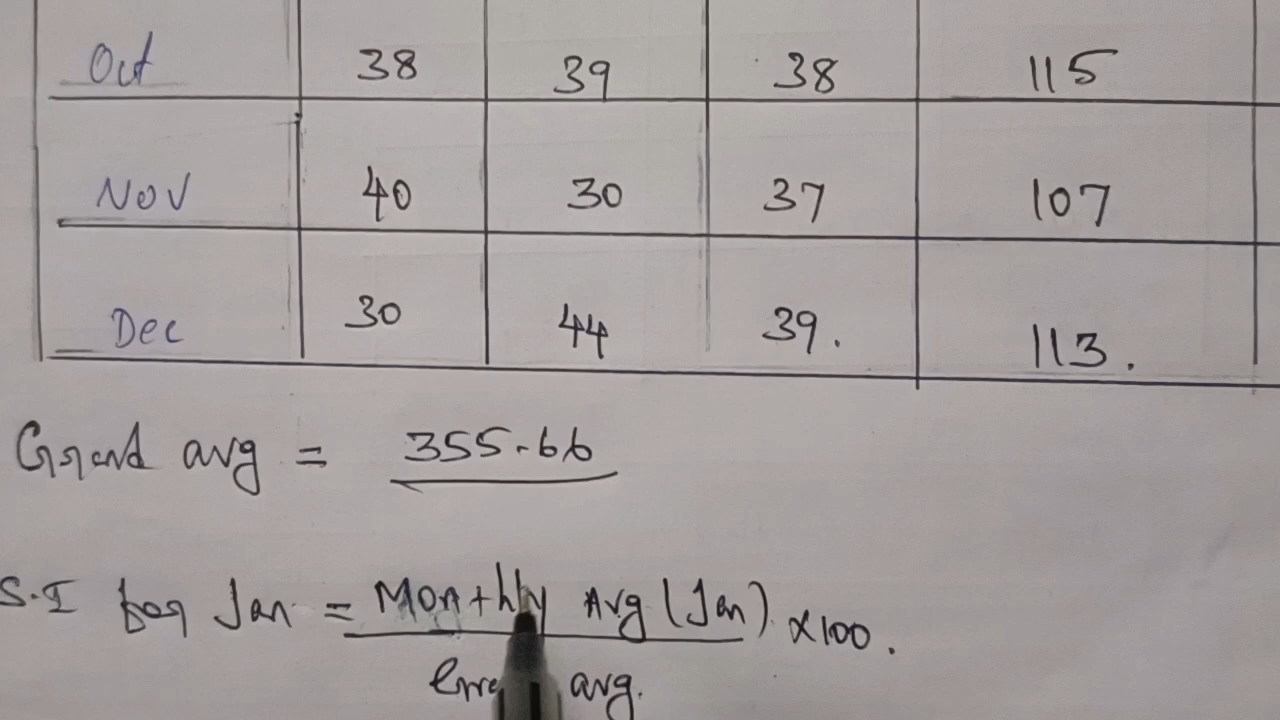 Oct 38 39 38 115
Nov 40 30 37 107
Dec 30 44 39. 113.
Grand avg = 355.66
S.I for Jan = Monthly Avg (Jan) x100.
avg.